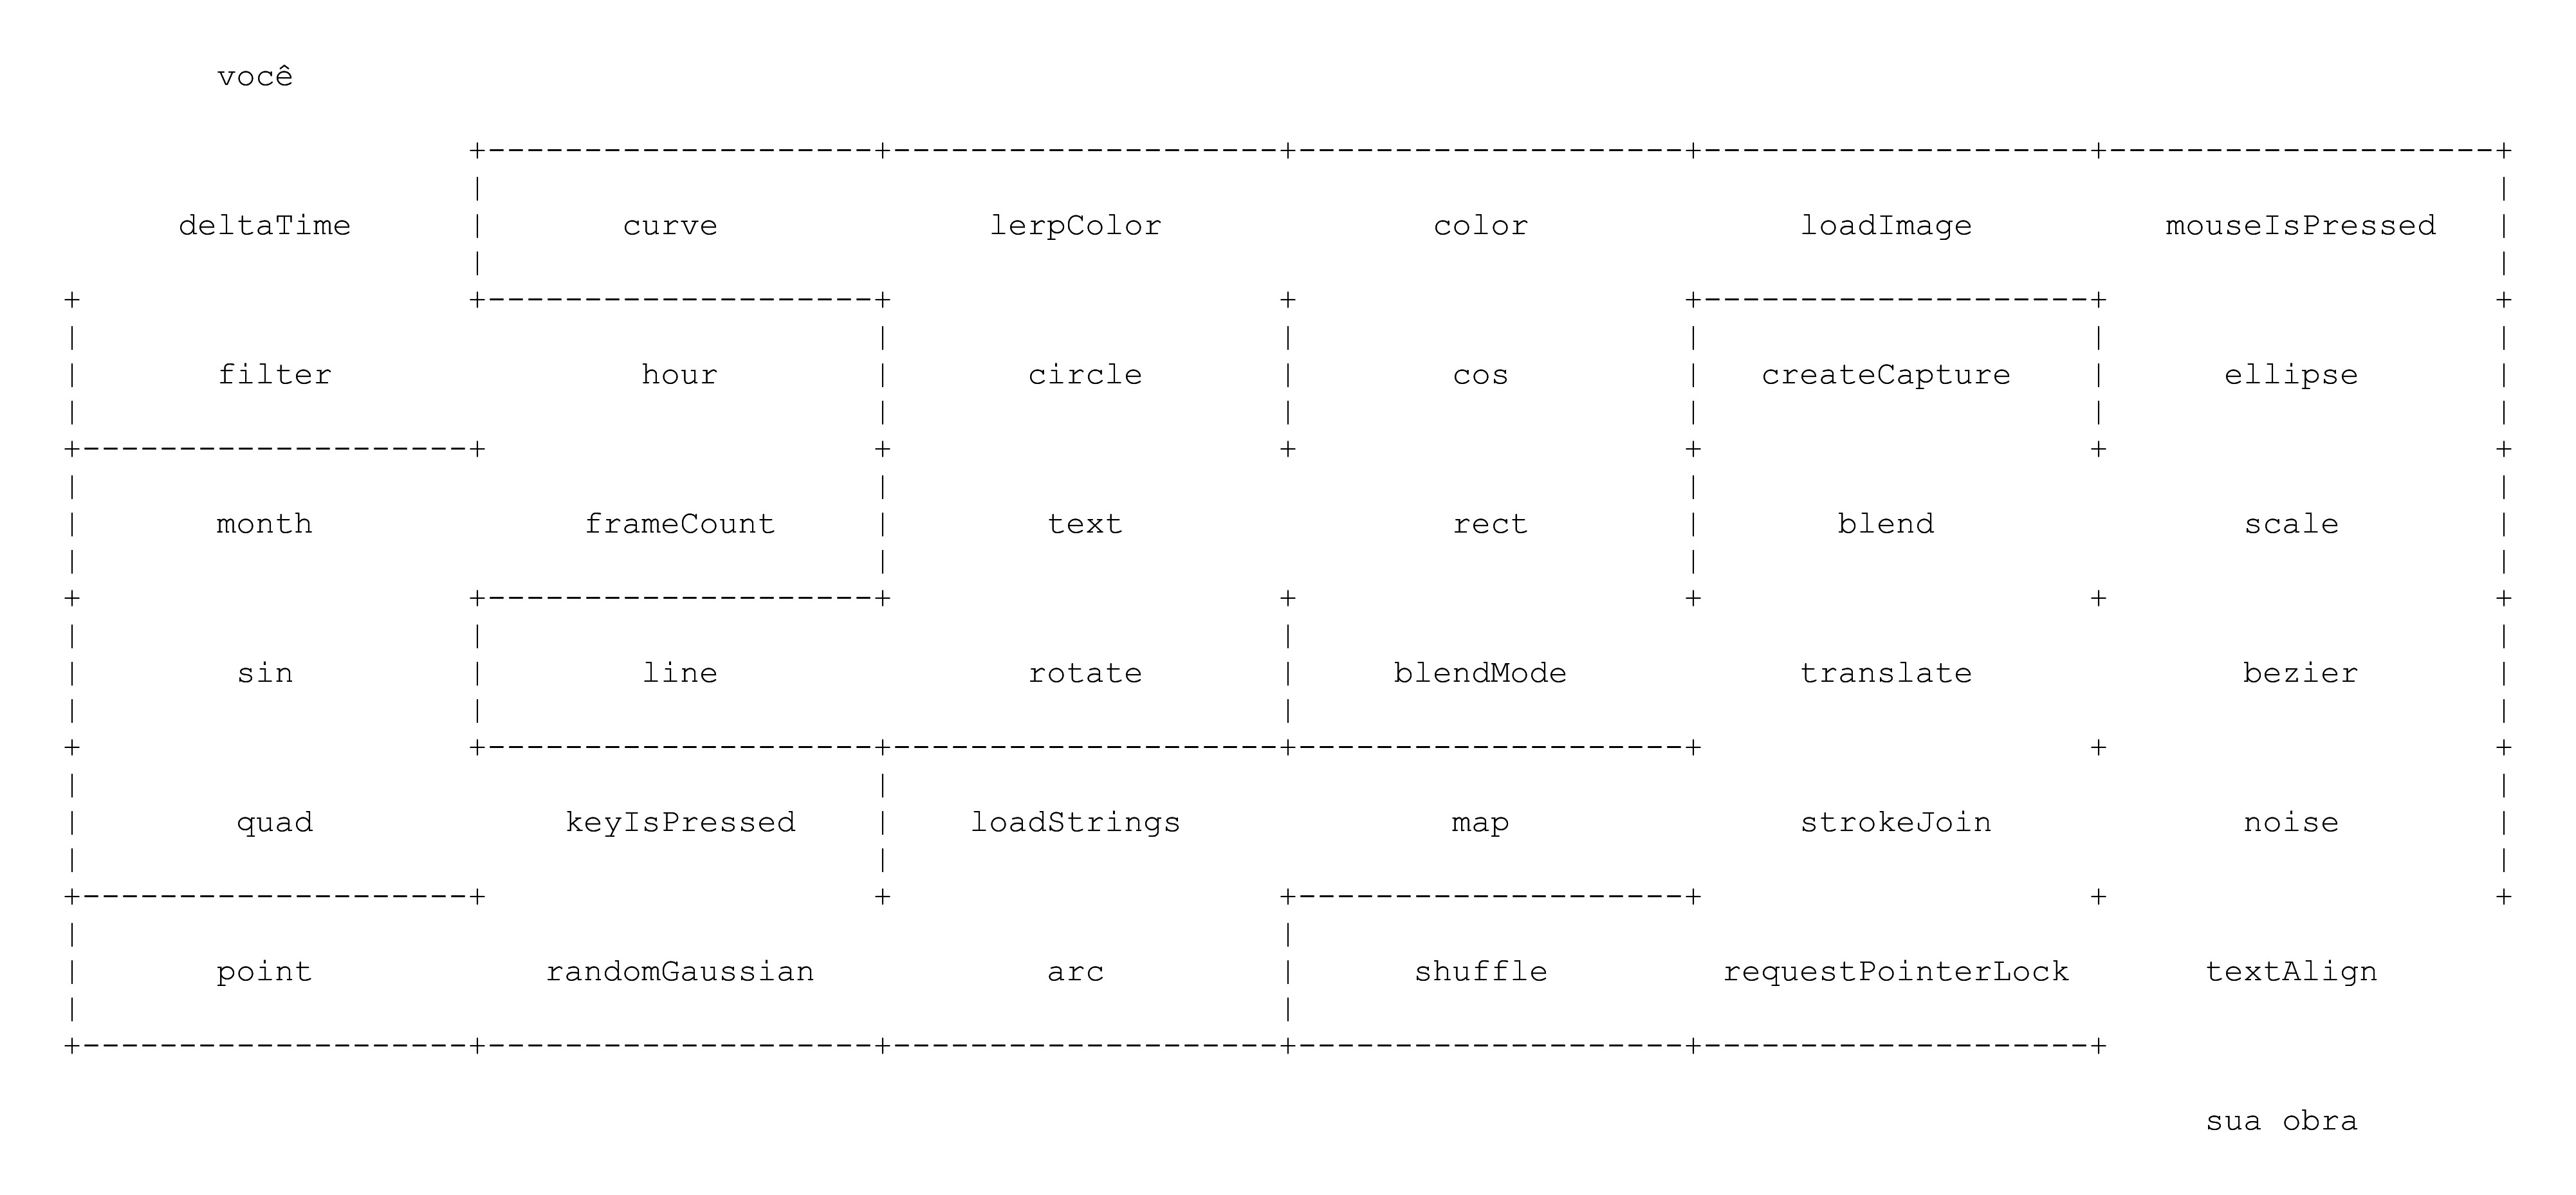 você
deltaTime curve lerpColor color loadImage mouseIsPressed
filter hour circle cos createCapture ellipse
month frameCount text rect blend scale
sin line rotate blendMode translate bezier
quad keyIsPressed loadStrings map strokeJoin noise
point randomGaussian arc shuffle requestPointerLock textAlign
sua obra